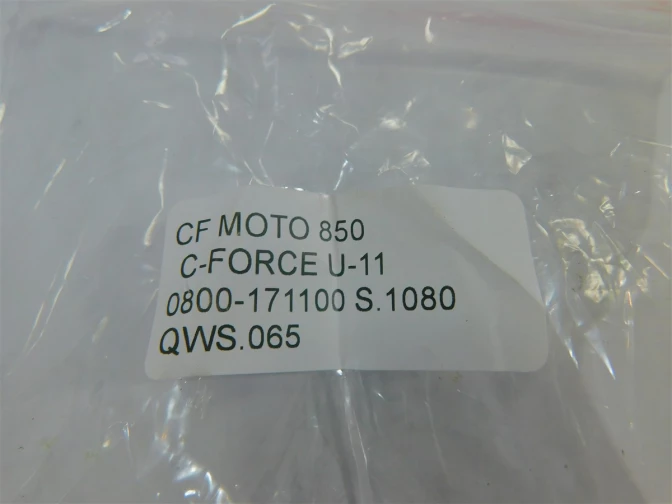 CF MOTO 850
C-FORCE U-11
0800-171100 S.1080
QWS.065